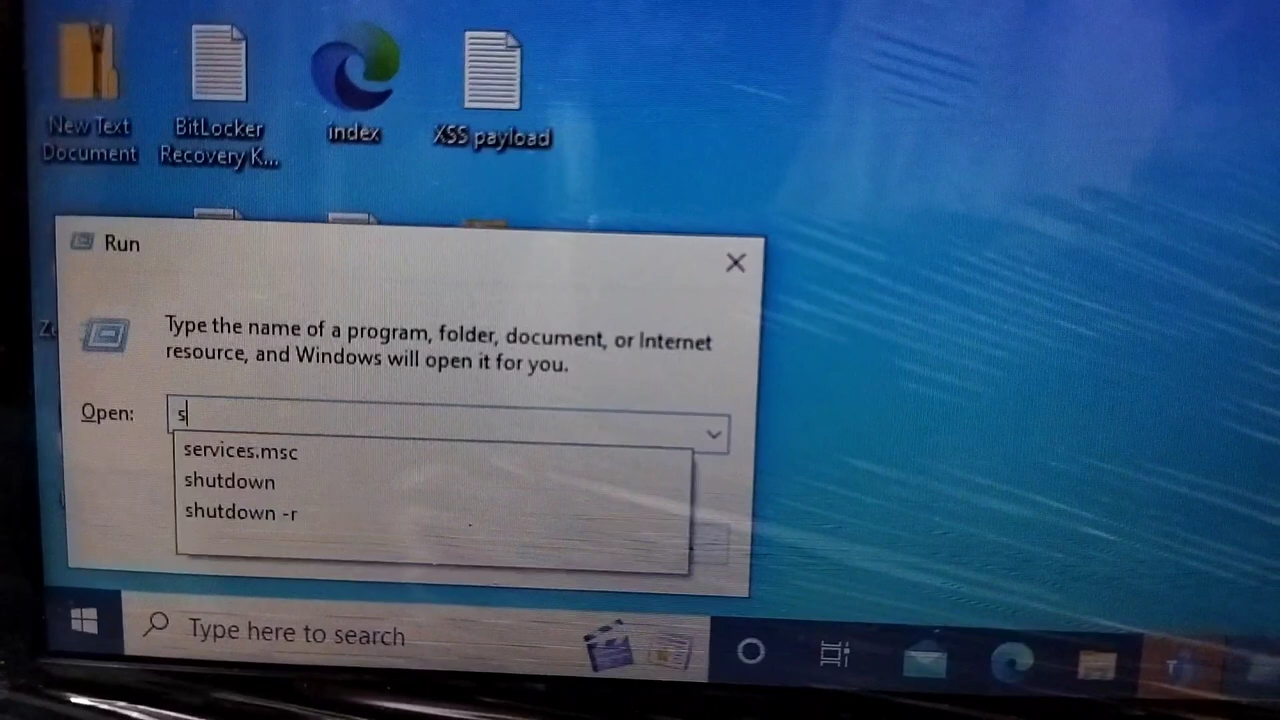 New Text
Document
BitLocker
Recovery K...
index
XSS payload
Run
Type the name of a program, folder, document, or Internet
resource, and Windows will open it for you.
Open:
s
services.msc
shutdown
shutdown -r
Type here to search